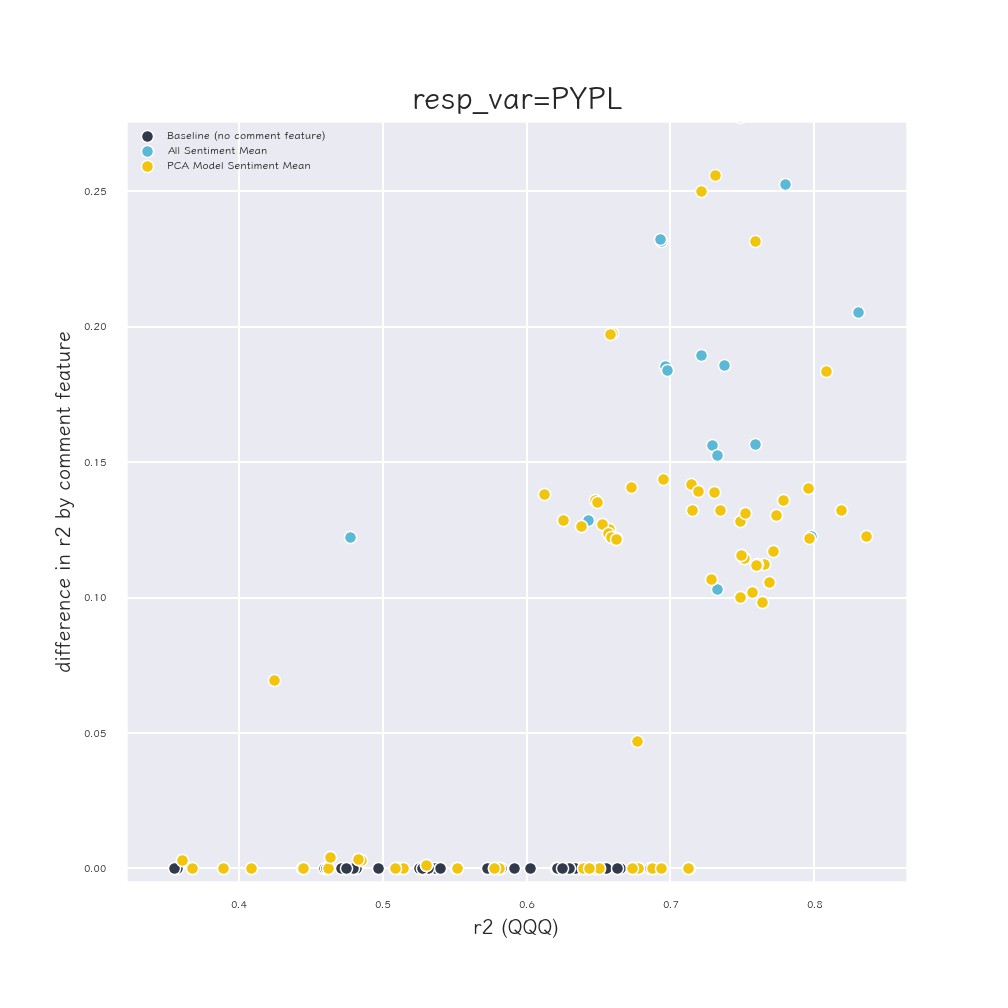 resp_var=PYPL
Baseline (no comment feature)
All Sentiment Mean
PCA Model Sentiment Mean
0.25
0.20
0.15
0.10
0.05
0.00
difference in r2 by comment feature
0.4 0.5 0.6 0.7 0.8
r2 (QQQ)